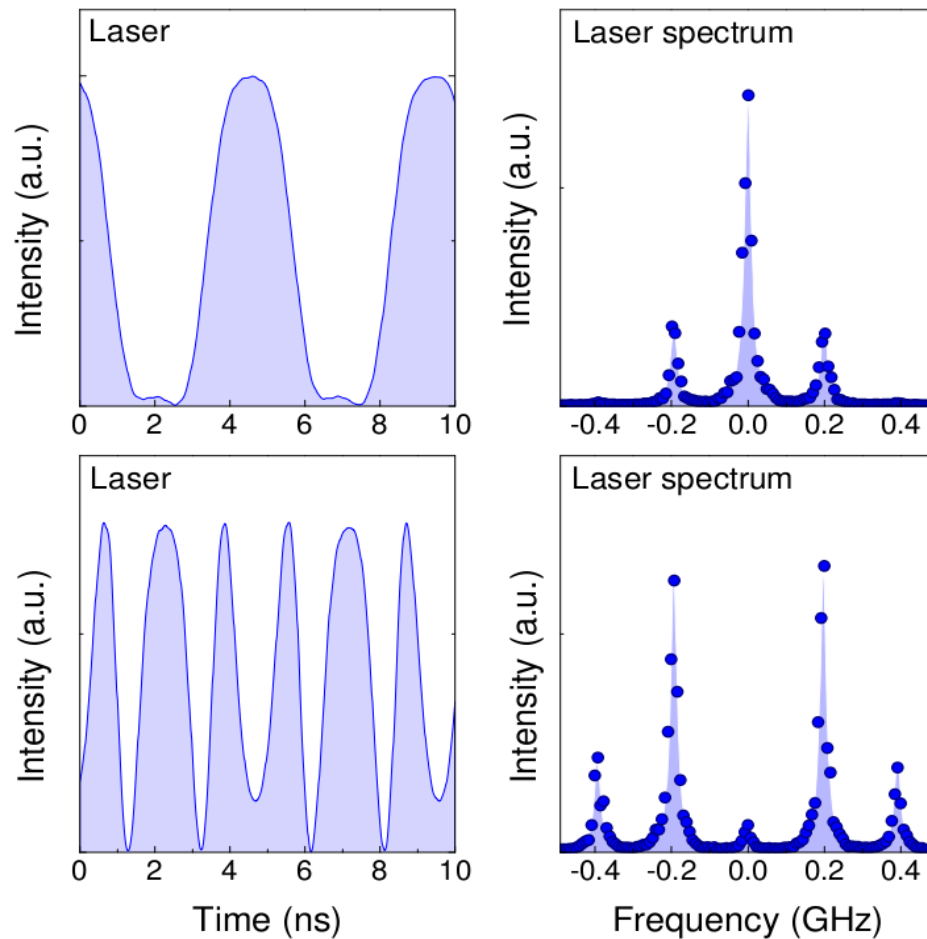 Laser
Intensity (a.u.)
0 2 4 6 8 10
Laser spectrum
Intensity (a.u.)
-0.4 -0.2 0.0 0.2 0.4
Laser
Intensity (a.u.)
0 2 4 6 8 10
Time (ns)
Laser spectrum
Intensity (a.u.)
-0.4 -0.2 0.0 0.2 0.4
Frequency (GHz)